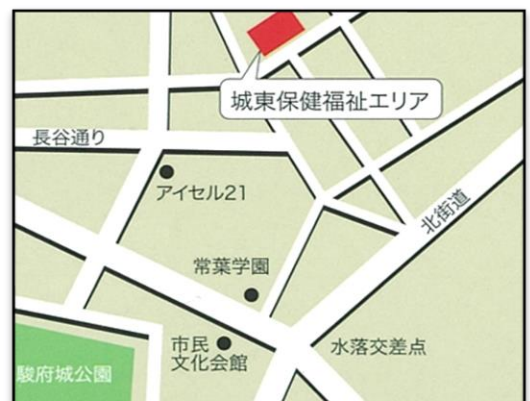 城東保健福祉エリア
長谷通り
アイセル21
北街道
常葉学園
市民
文化会館
水落交差点
駿府城公園